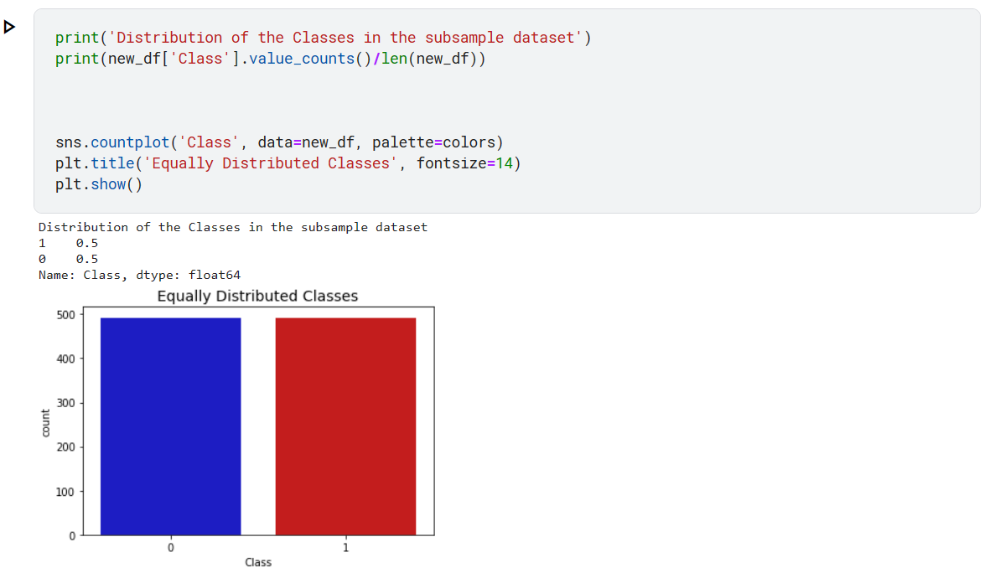 print('Distribution of the Classes in the subsample dataset')
print(new_df['Class'].value_counts()/len(new_df))
sns.countplot('Class', data=new_df, palette=colors)
plt.title('Equally Distributed Classes', fontsize=14)
plt.show()
Distribution of the Classes in the subsample dataset
1    0.5
0    0.5
Name: Class, dtype: float64
Equally Distributed Classes
500
400
300
200
100
0
count
0 1
Class